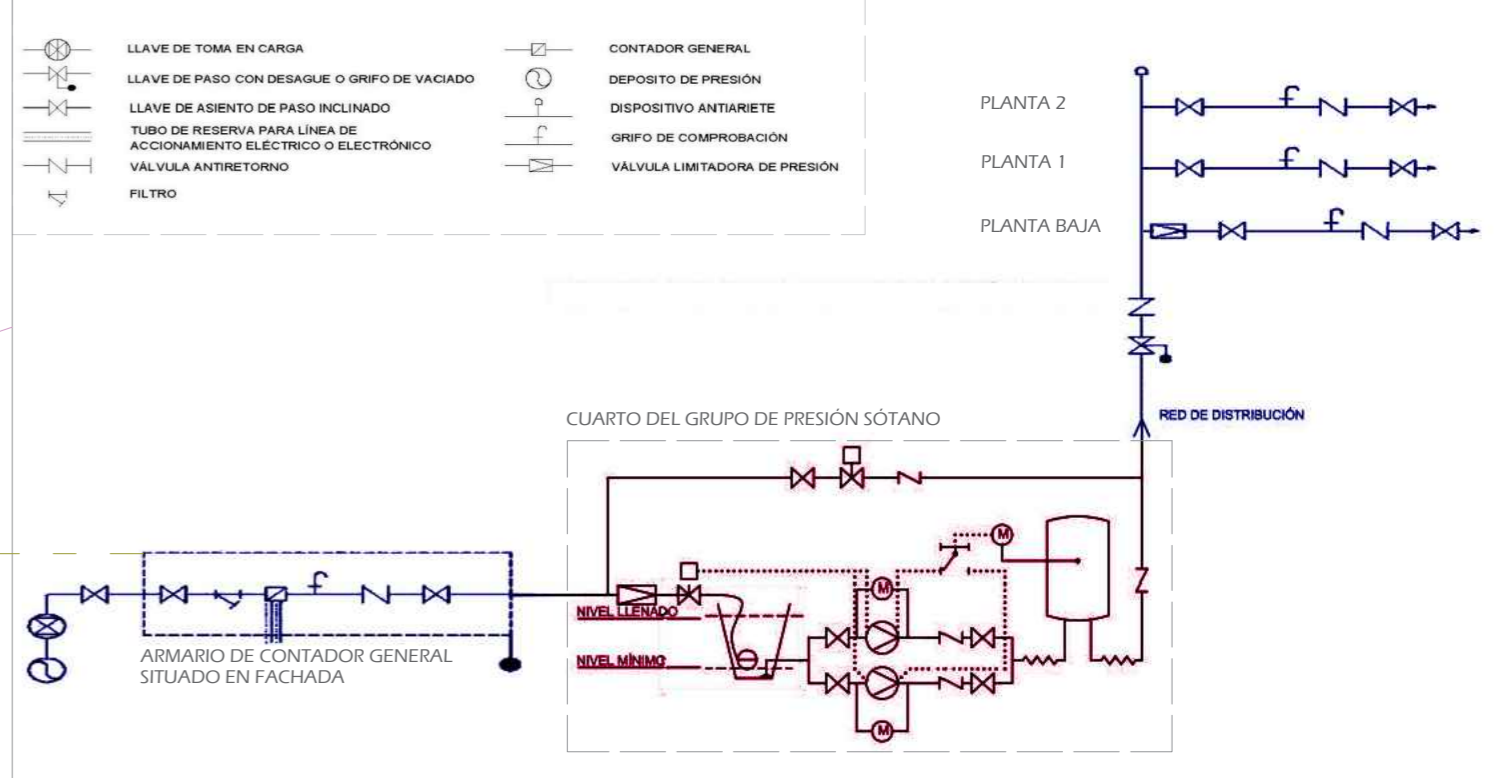 LLAVE DE TOMA EN CARGA
LLAVE DE PASO CON DESAGUE O GRIFO DE VACIADO
LLAVE DE ASIENTO DE PASO INCLINADO
TUBO DE RESERVA PARA LÍNEA DE
ACCIONAMIENTO ELÉCTRICO O ELECTRÓNICO
VÁLVULA ANTIRETORNO
FILTRO
CONTADOR GENERAL
DEPOSITO DE PRESIÓN
DISPOSITIVO ANTIARIETE
GRIFO DE COMPROBACIÓN
VÁLVULA LIMITADORA DE PRESIÓN
PLANTA 2
PLANTA 1
PLANTA BAJA
RED DE DISTRIBUCIÓN
CUARTO DEL GRUPO DE PRESIÓN SÓTANO
M
M
NIVEL LLENADO
NIVEL MÍNIMO
M
ARMARIO DE CONTADOR GENERAL
SITUADO EN FACHADA